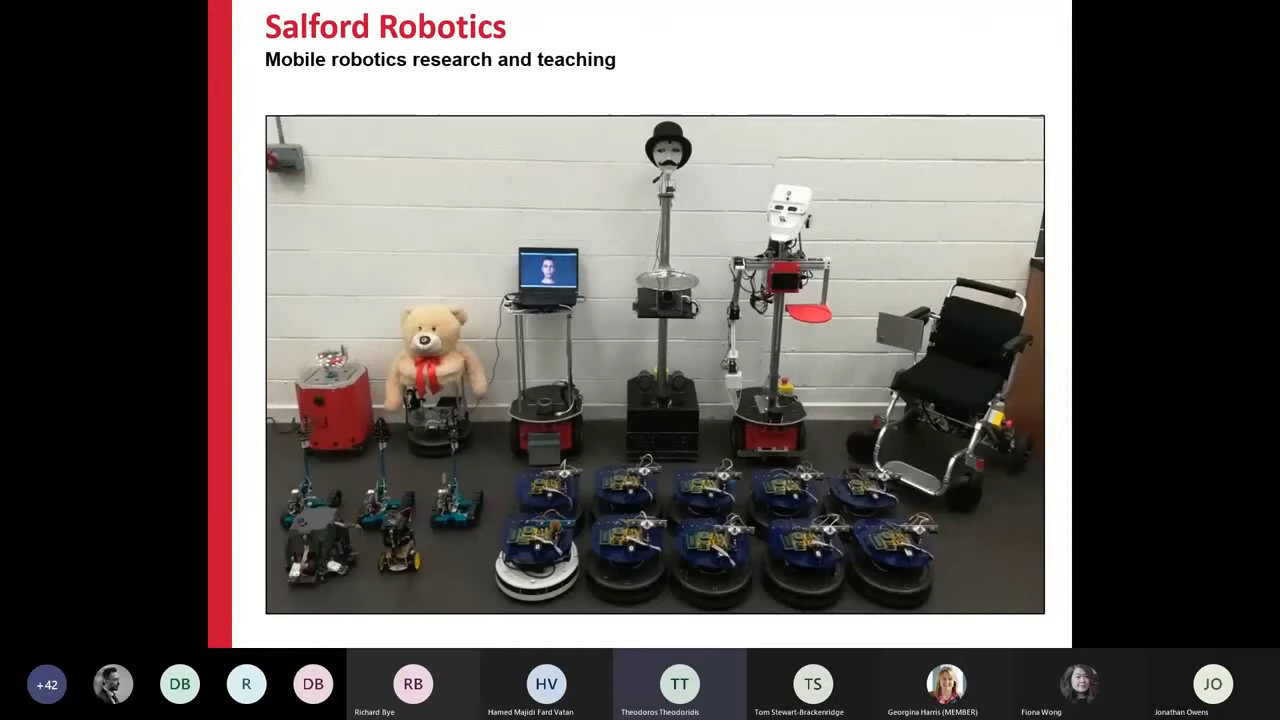 Salford Robotics
Mobile robotics research and teaching
+42
DB
R
DB
RB
HV
TT
TS
JO
Richard Bye
Hamed Majidi Fard Vatan
Theodoros Theodoridis
Tom Stewart-Brackenridge
Georgina Harris (MEMBER)
Fiona Wong
Jonathan Owens